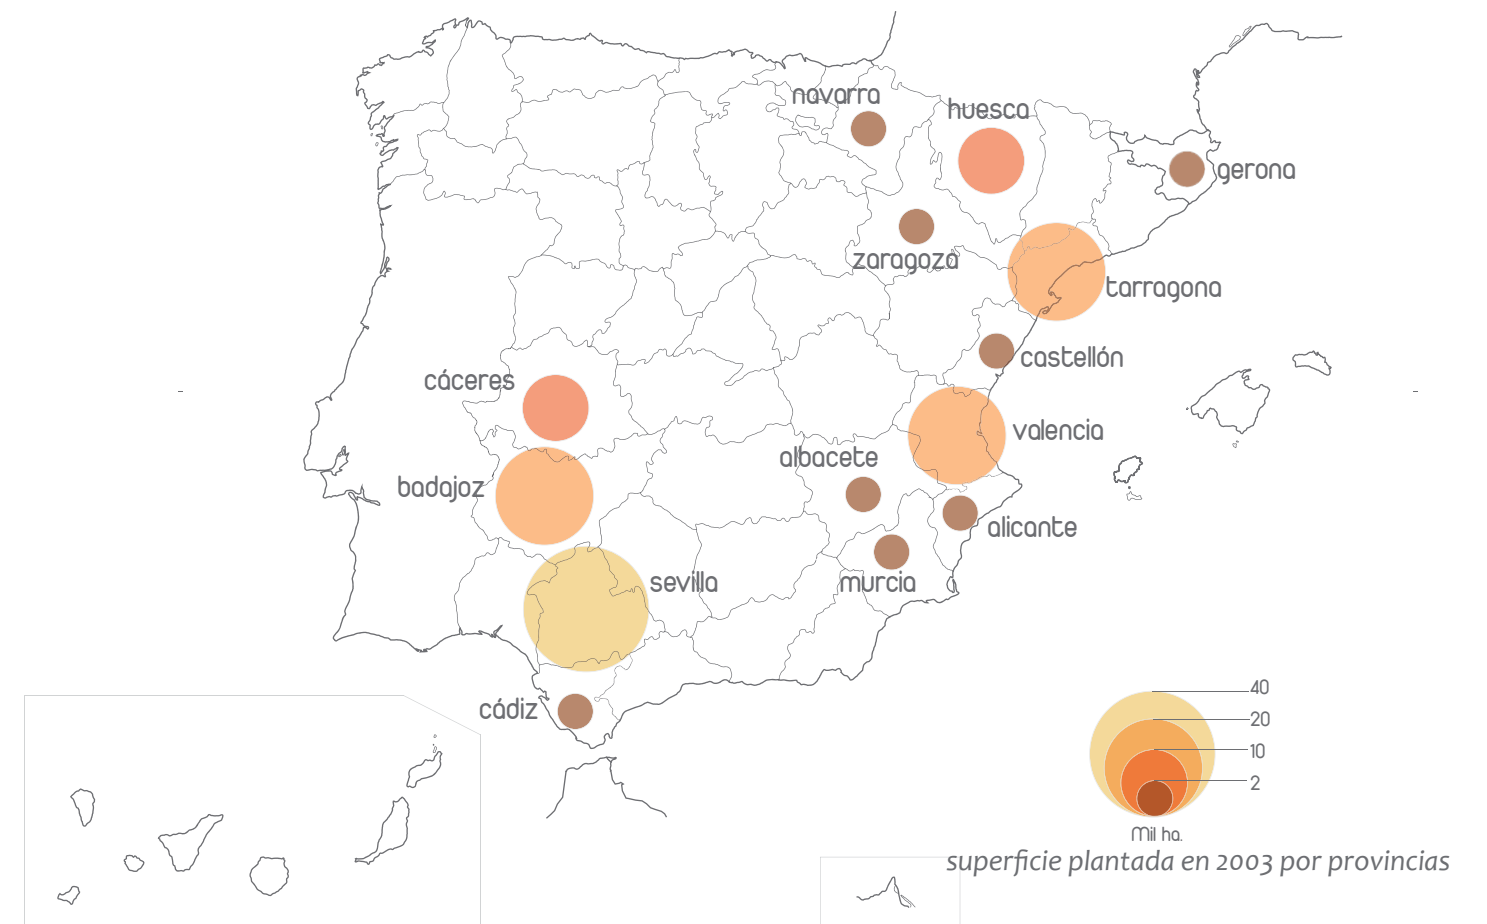 navarra
huesca
gerona
zaragoza
tarragona
castellón
cáceres
valencia
albacete
badajoz
alicante
sevilla
murcia
cádiz
40
20
10
2
Mil ha.
superficie plantada en 2003 por provincias